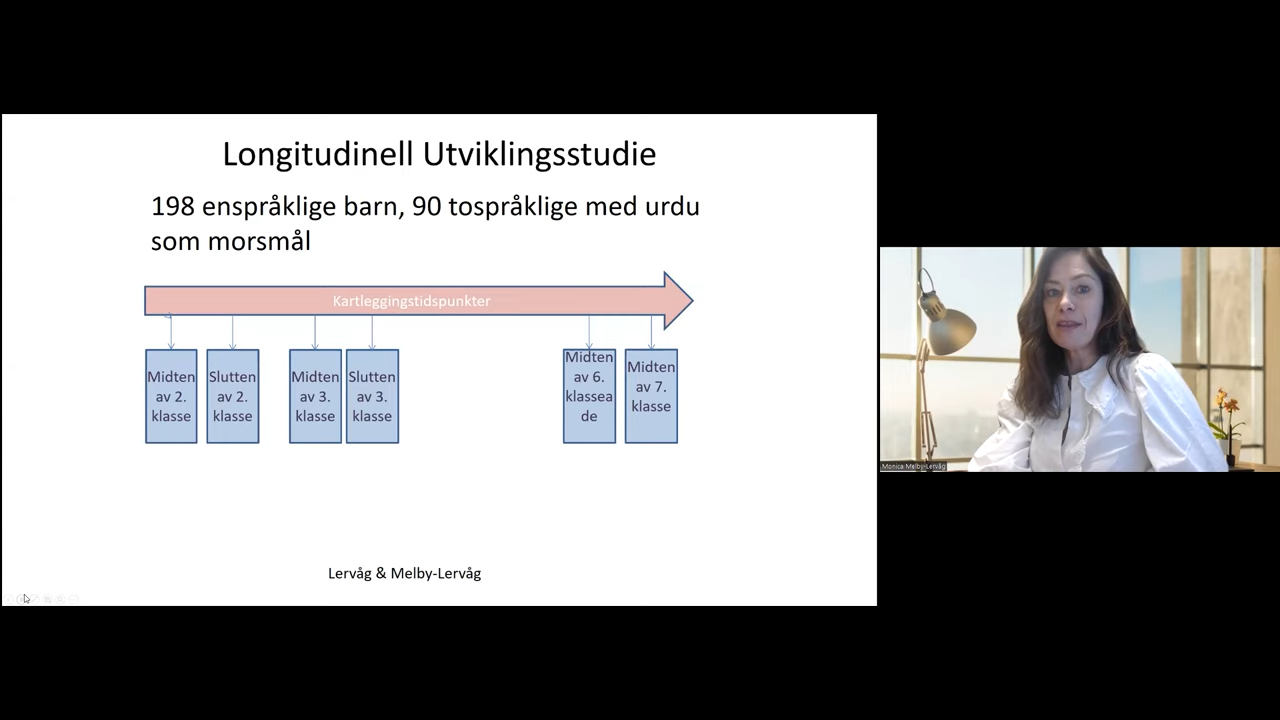 Longitudinell Utviklingsstudie
198 enspråklige barn, 90 tospråklige med urdu
som morsmål
Kartleggingstidspunkter
Midten
av 2.
klasse
Slutten
av 2.
klasse
Midten
av 3.
klasse
Slutten
av 3.
klasse
Midten
av 6.
klassea
de
Midten
av 7.
klasse
Lervåg & Melby-Lervåg
Monica Melby-Lervåg